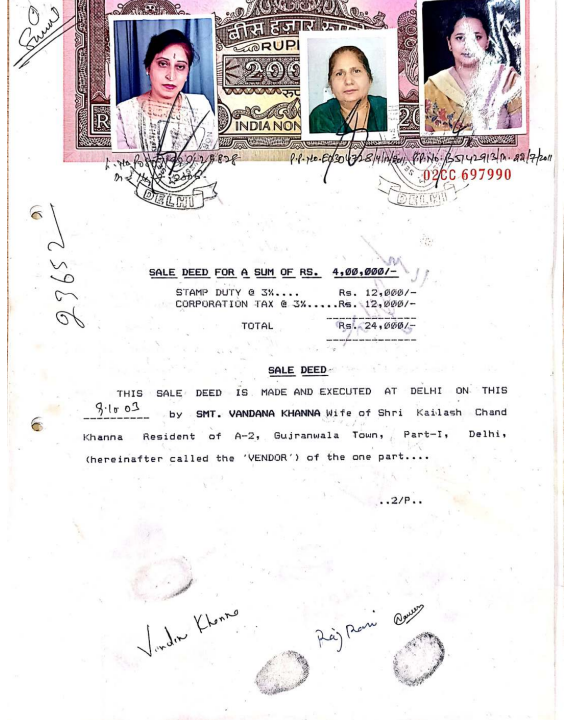 बीस हजार रुपये
RUPE
200
INDIA NON
20
DELHI
DELHI
02CC 697990
23652
SALE DEED FOR A SUM OF RS. 4,00,000/-
STAMP DUTY @ 3%.... Rs. 12,000/-
CORPORATION TAX @ 3%.....Rs. 12,000/-
TOTAL Rs. 24,000/-
SALE DEED
THIS SALE DEED IS MADE AND EXECUTED AT DELHI ON THIS
9.10 03 by SMT. VANDANA KHANNA Wife of Shri Kailash Chand
Khanna Resident of A-2, Gujranwala Town, Part-I, Delhi,
(hereinafter called the 'VENDOR') of the one part....
..2/P..
Khanna
Raj Rani